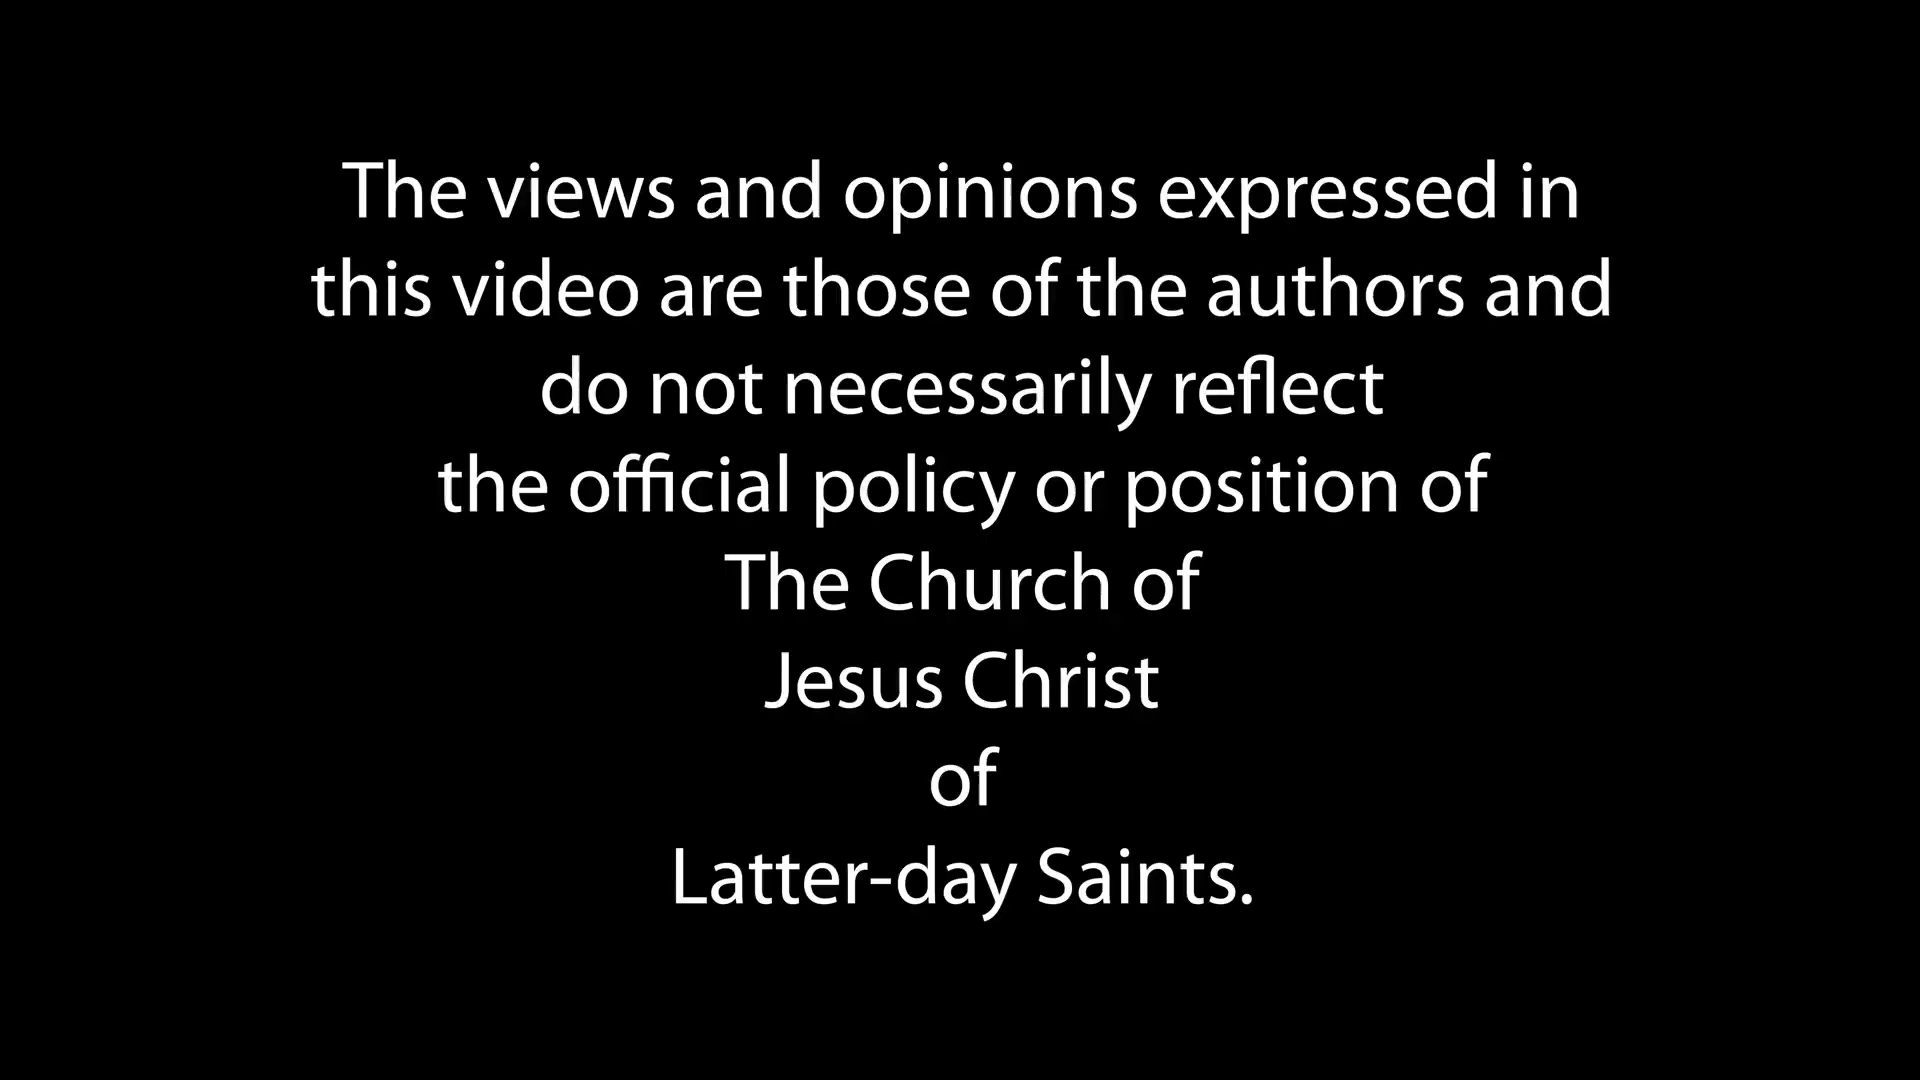 The views and opinions expressed in
this video are those of the authors and
do not necessarily reflect
the official policy or position of
The Church of
Jesus Christ
of
Latter-day Saints.